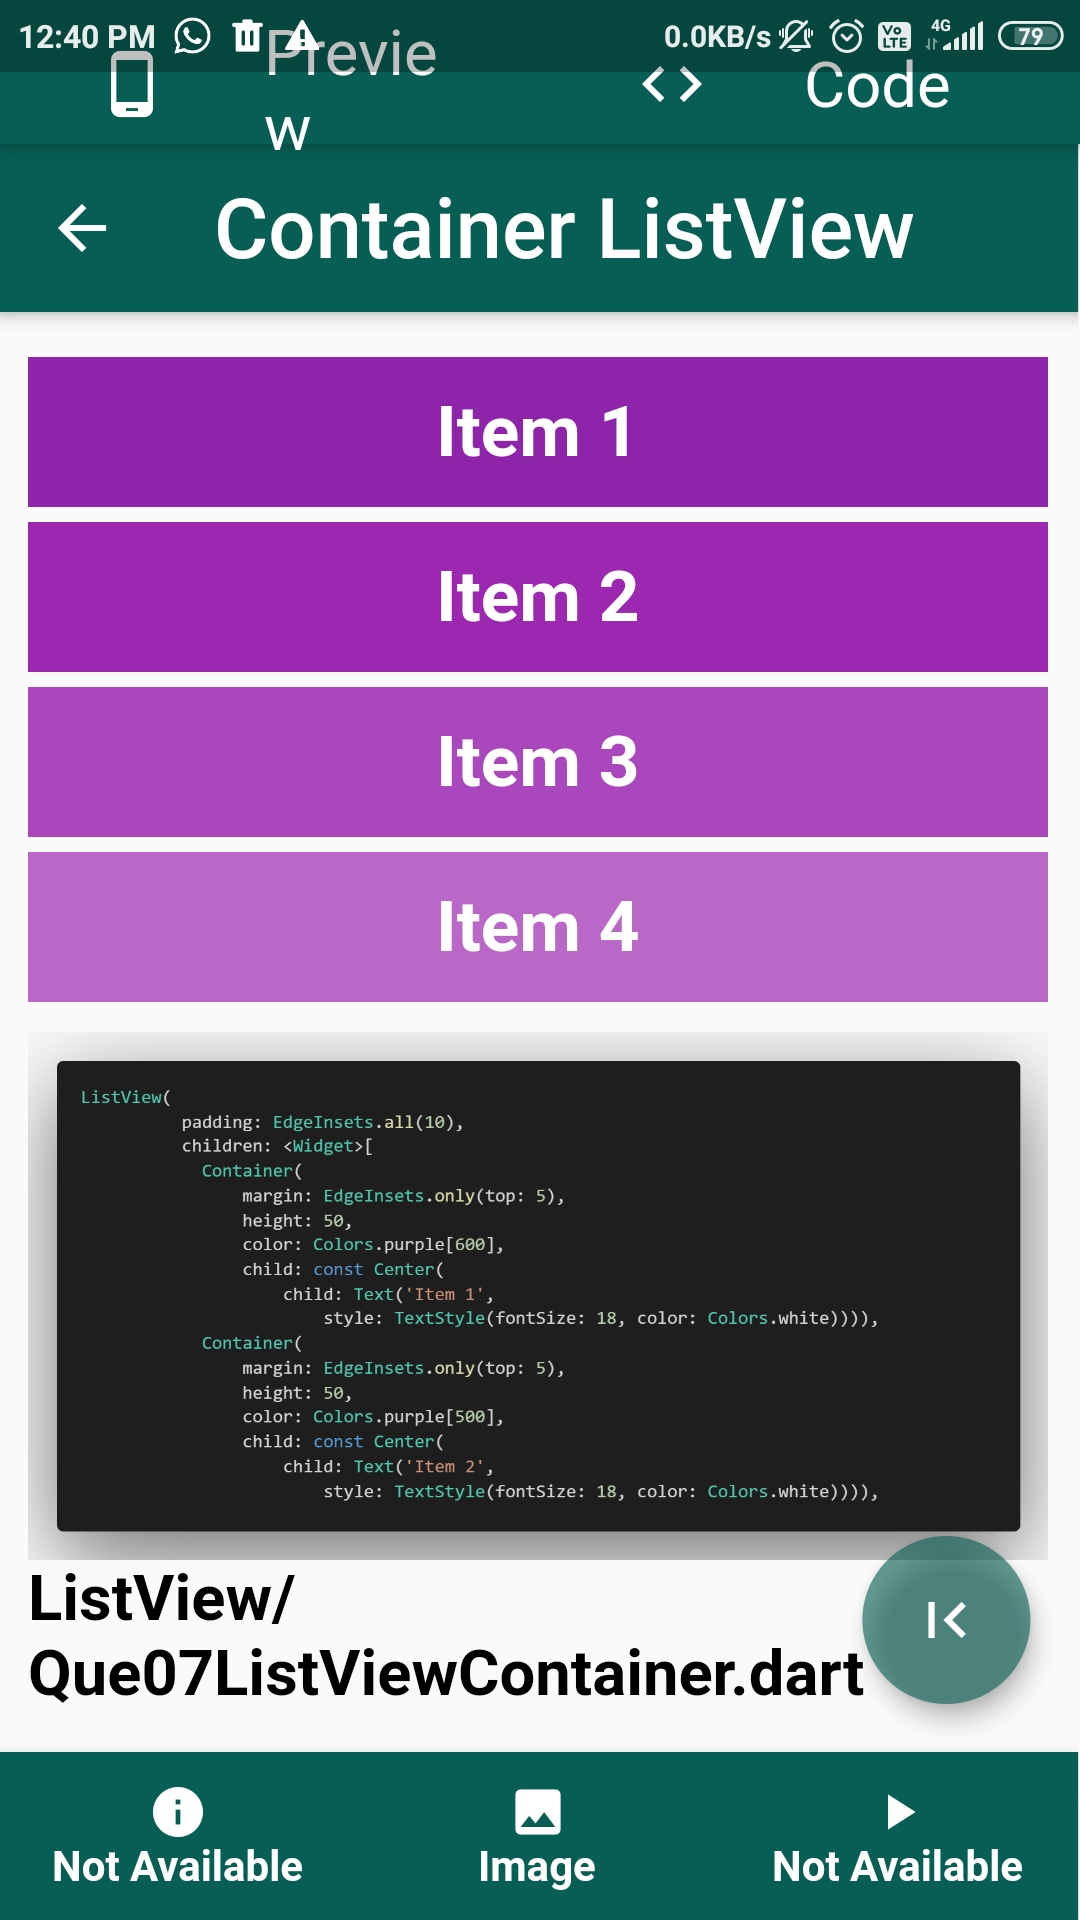 12:40 PM 0.0KB/s VO LTE 4G 79
Previe
w
Code
Container ListView
Item 1
Item 2
Item 3
Item 4
ListView(
padding: EdgeInsets.all(10),
children: <Widget>[
Container(
margin: EdgeInsets.only(top: 5),
height: 50,
color: Colors.purple[600],
child: const Center(
child: Text('Item 1',
style: TextStyle(fontSize: 18, color: Colors.white)))),
Container(
margin: EdgeInsets.only(top: 5),
height: 50,
color: Colors.purple[500],
child: const Center(
child: Text('Item 2',
style: TextStyle(fontSize: 18, color: Colors.white)))),
ListView/
Que07ListViewContainer.dart
Not Available Image Not Available